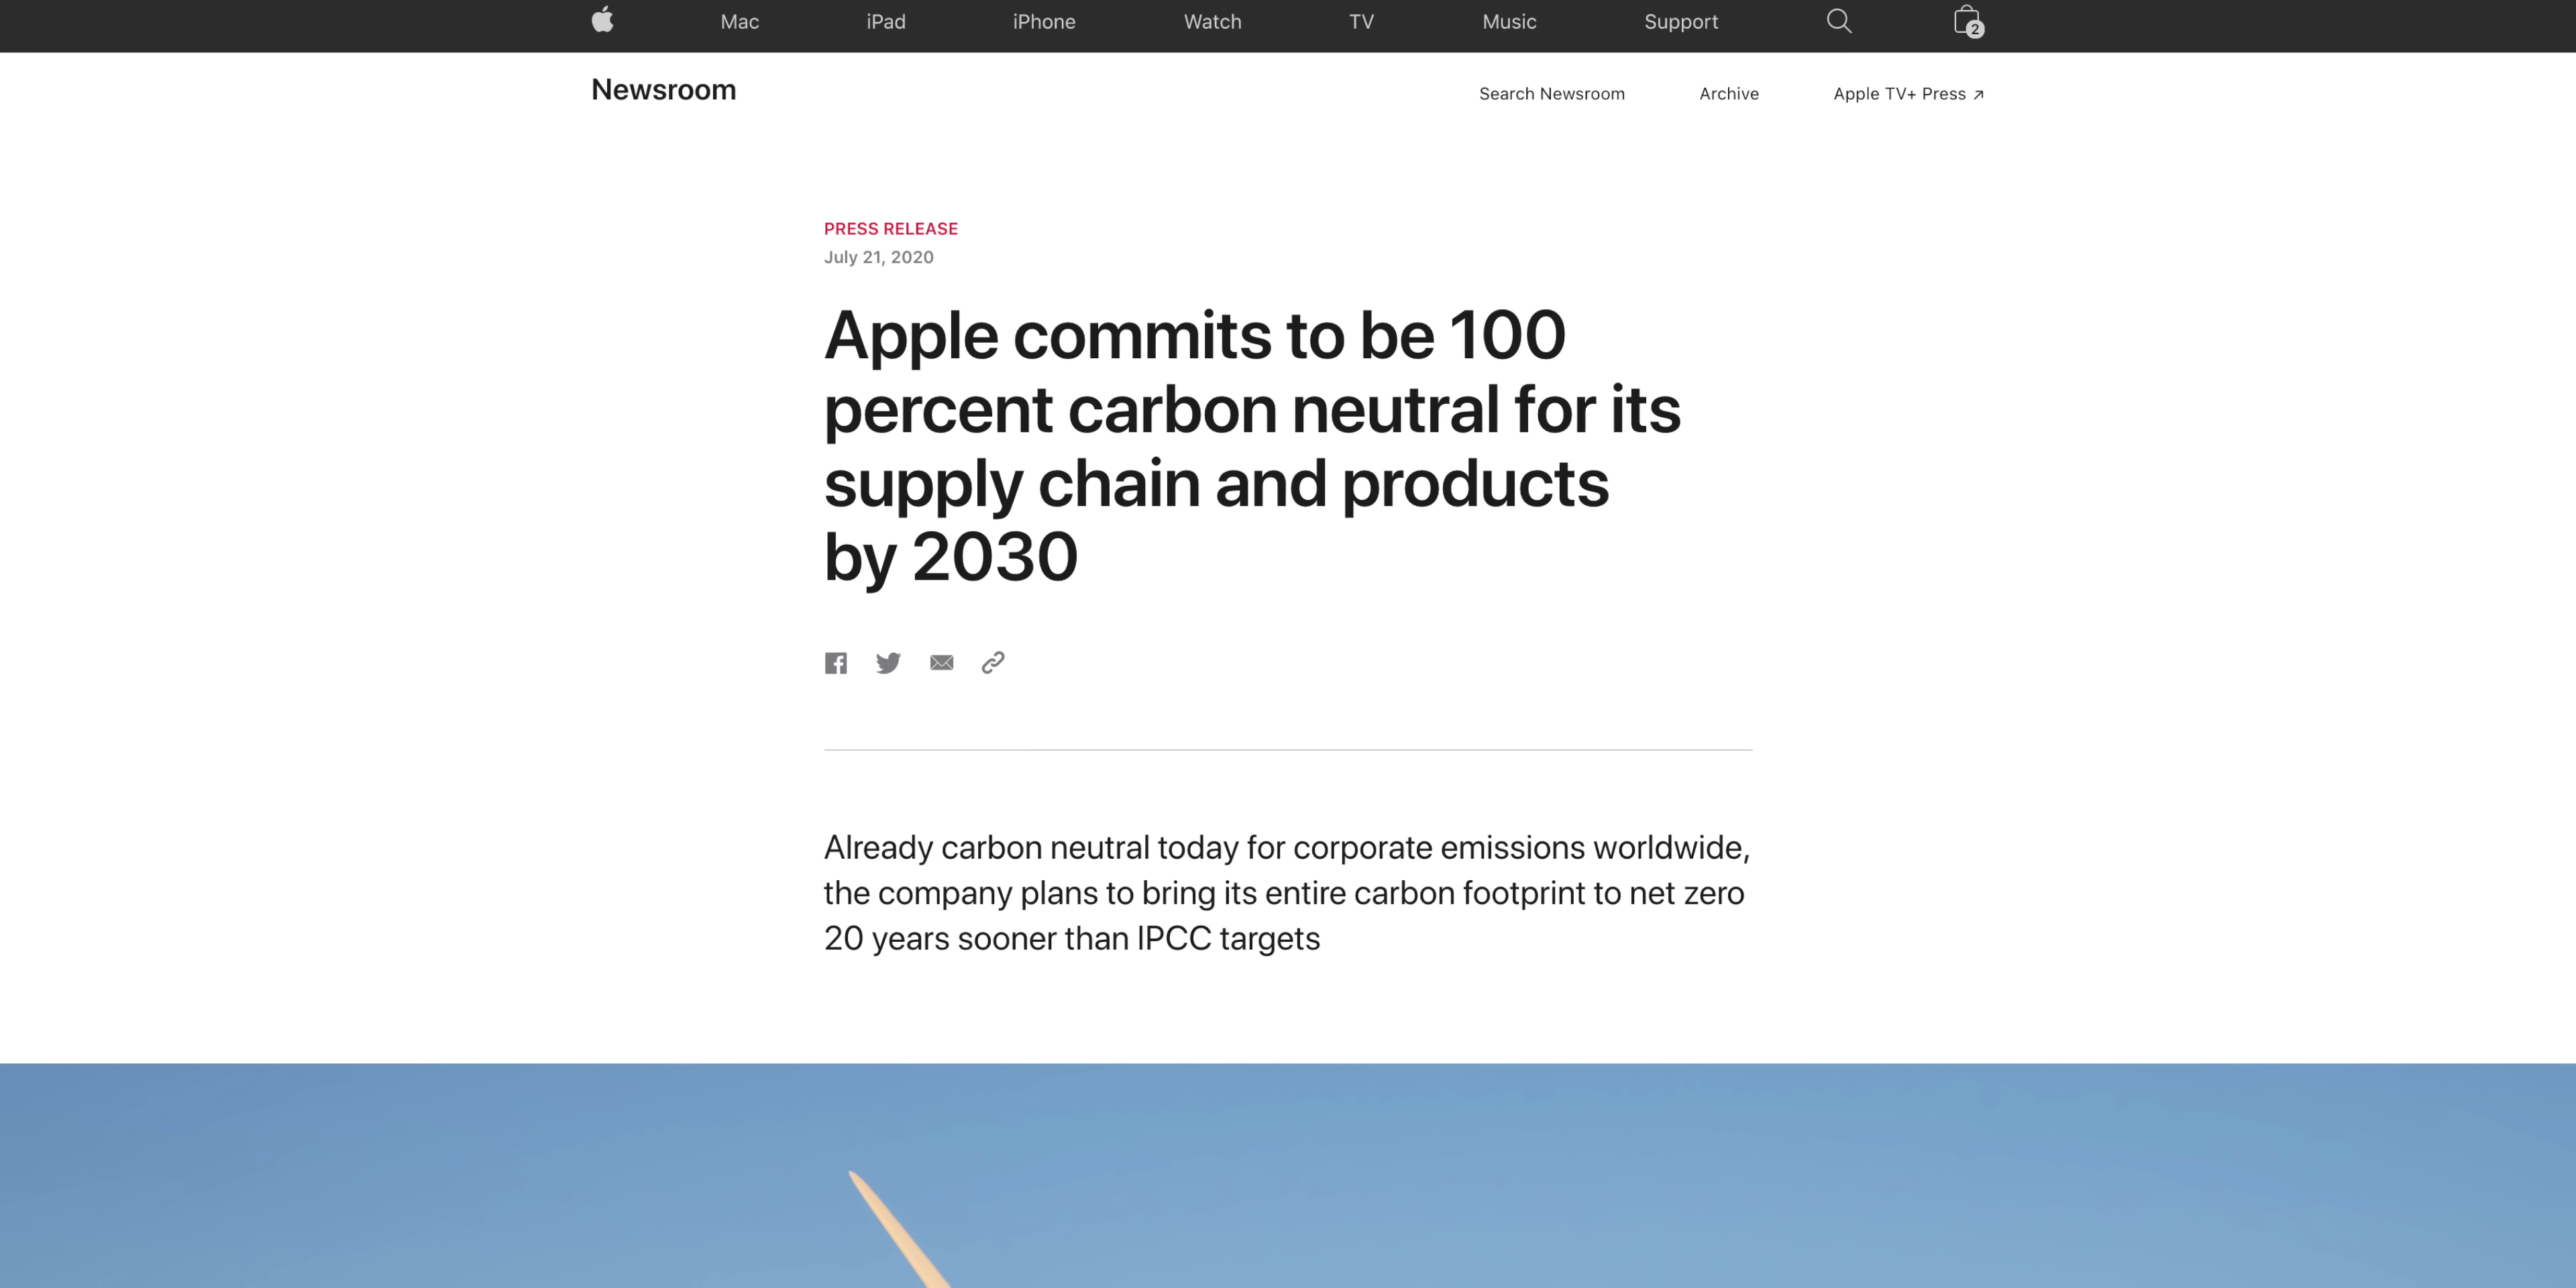 Mac iPad iPhone Watch TV Music Support 2
Newsroom Search Newsroom Archive Apple TV+ Press ↗
PRESS RELEASE
July 21, 2020
Apple commits to be 100
percent carbon neutral for its
supply chain and products
by 2030
Already carbon neutral today for corporate emissions worldwide,
the company plans to bring its entire carbon footprint to net zero
20 years sooner than IPCC targets